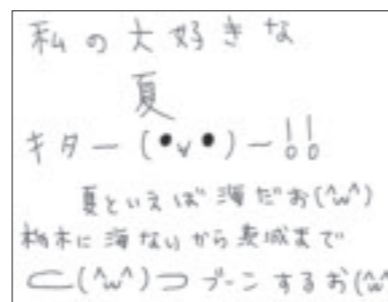 私の大好きな
夏
キター(•v•)ー!!
夏といえば海だお(^w^)
栃木に海ないから茨城まで
⊂(^w^)⊃ ブーンするお(^w